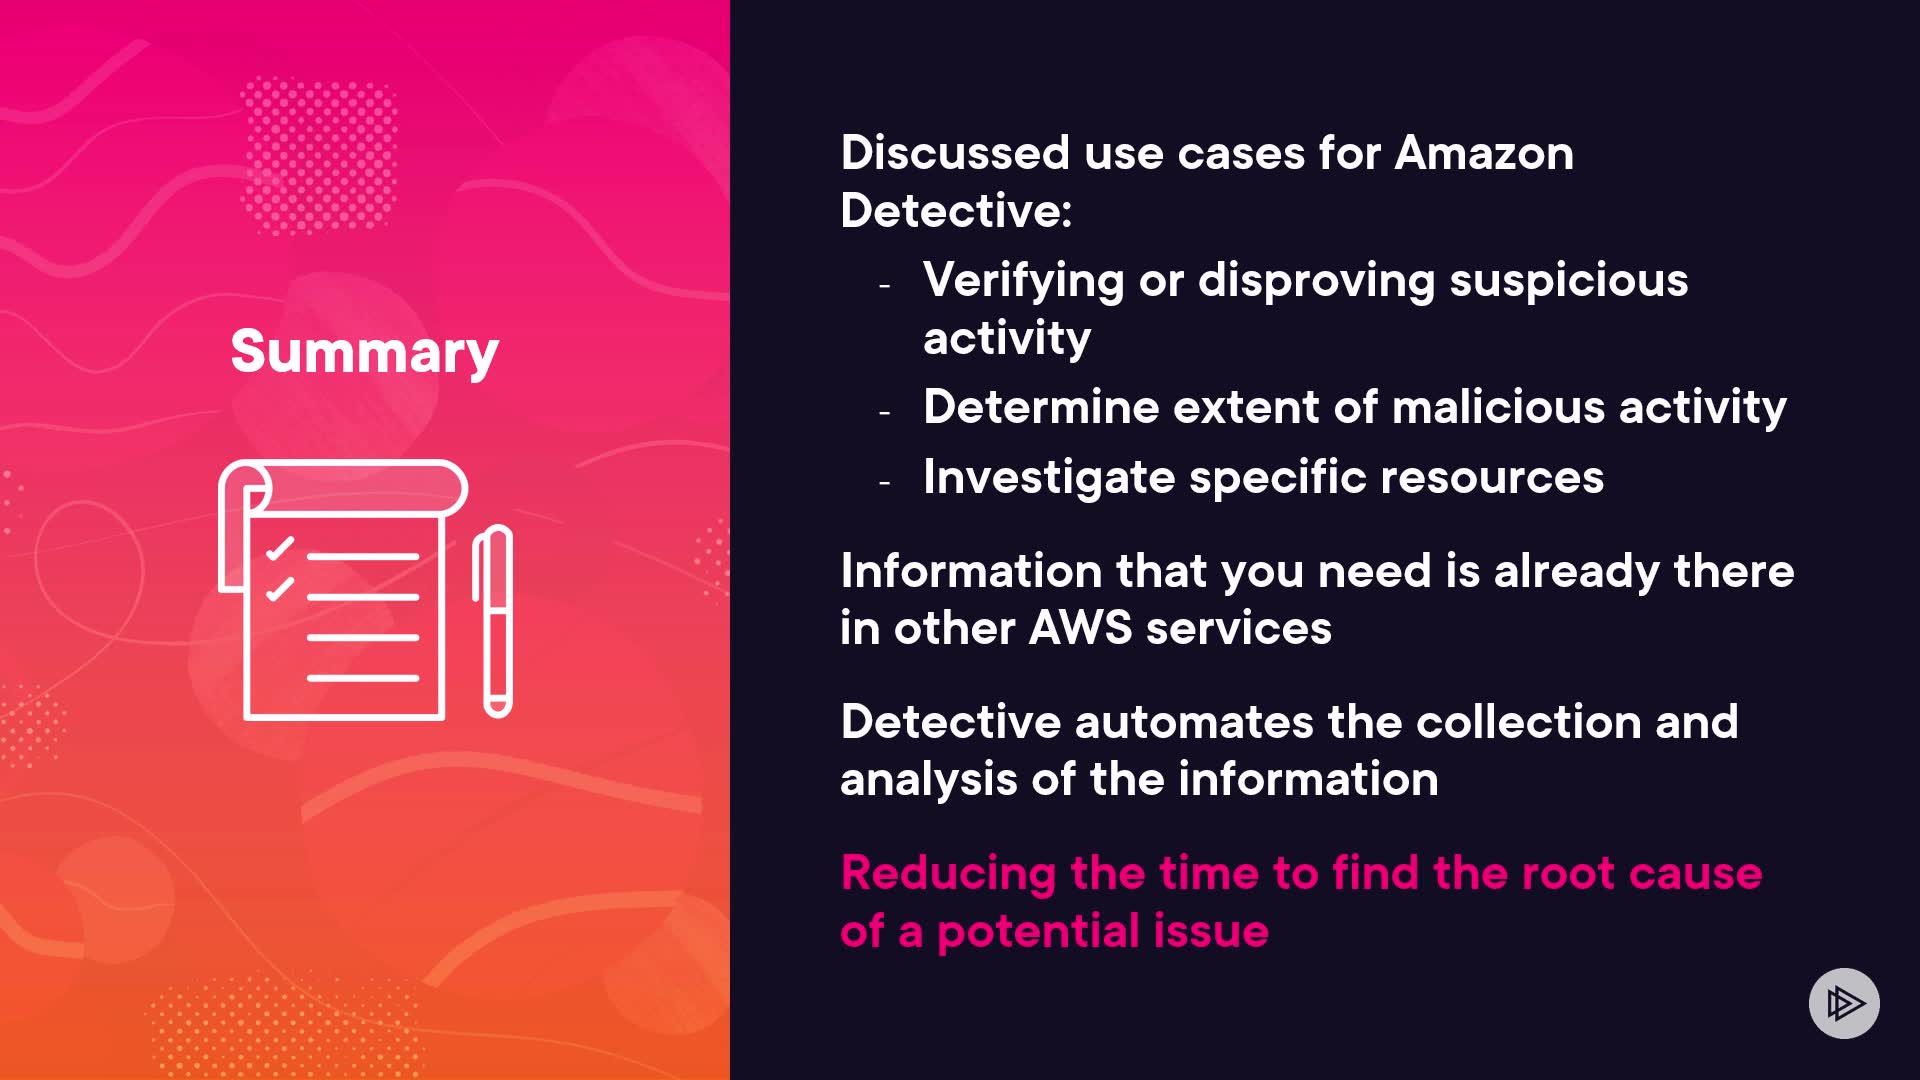 Summary
Discussed use cases for Amazon
Detective:
- Verifying or disproving suspicious
activity
- Determine extent of malicious activity
- Investigate specific resources
Information that you need is already there
in other AWS services
Detective automates the collection and
analysis of the information
Reducing the time to find the root cause
of a potential issue